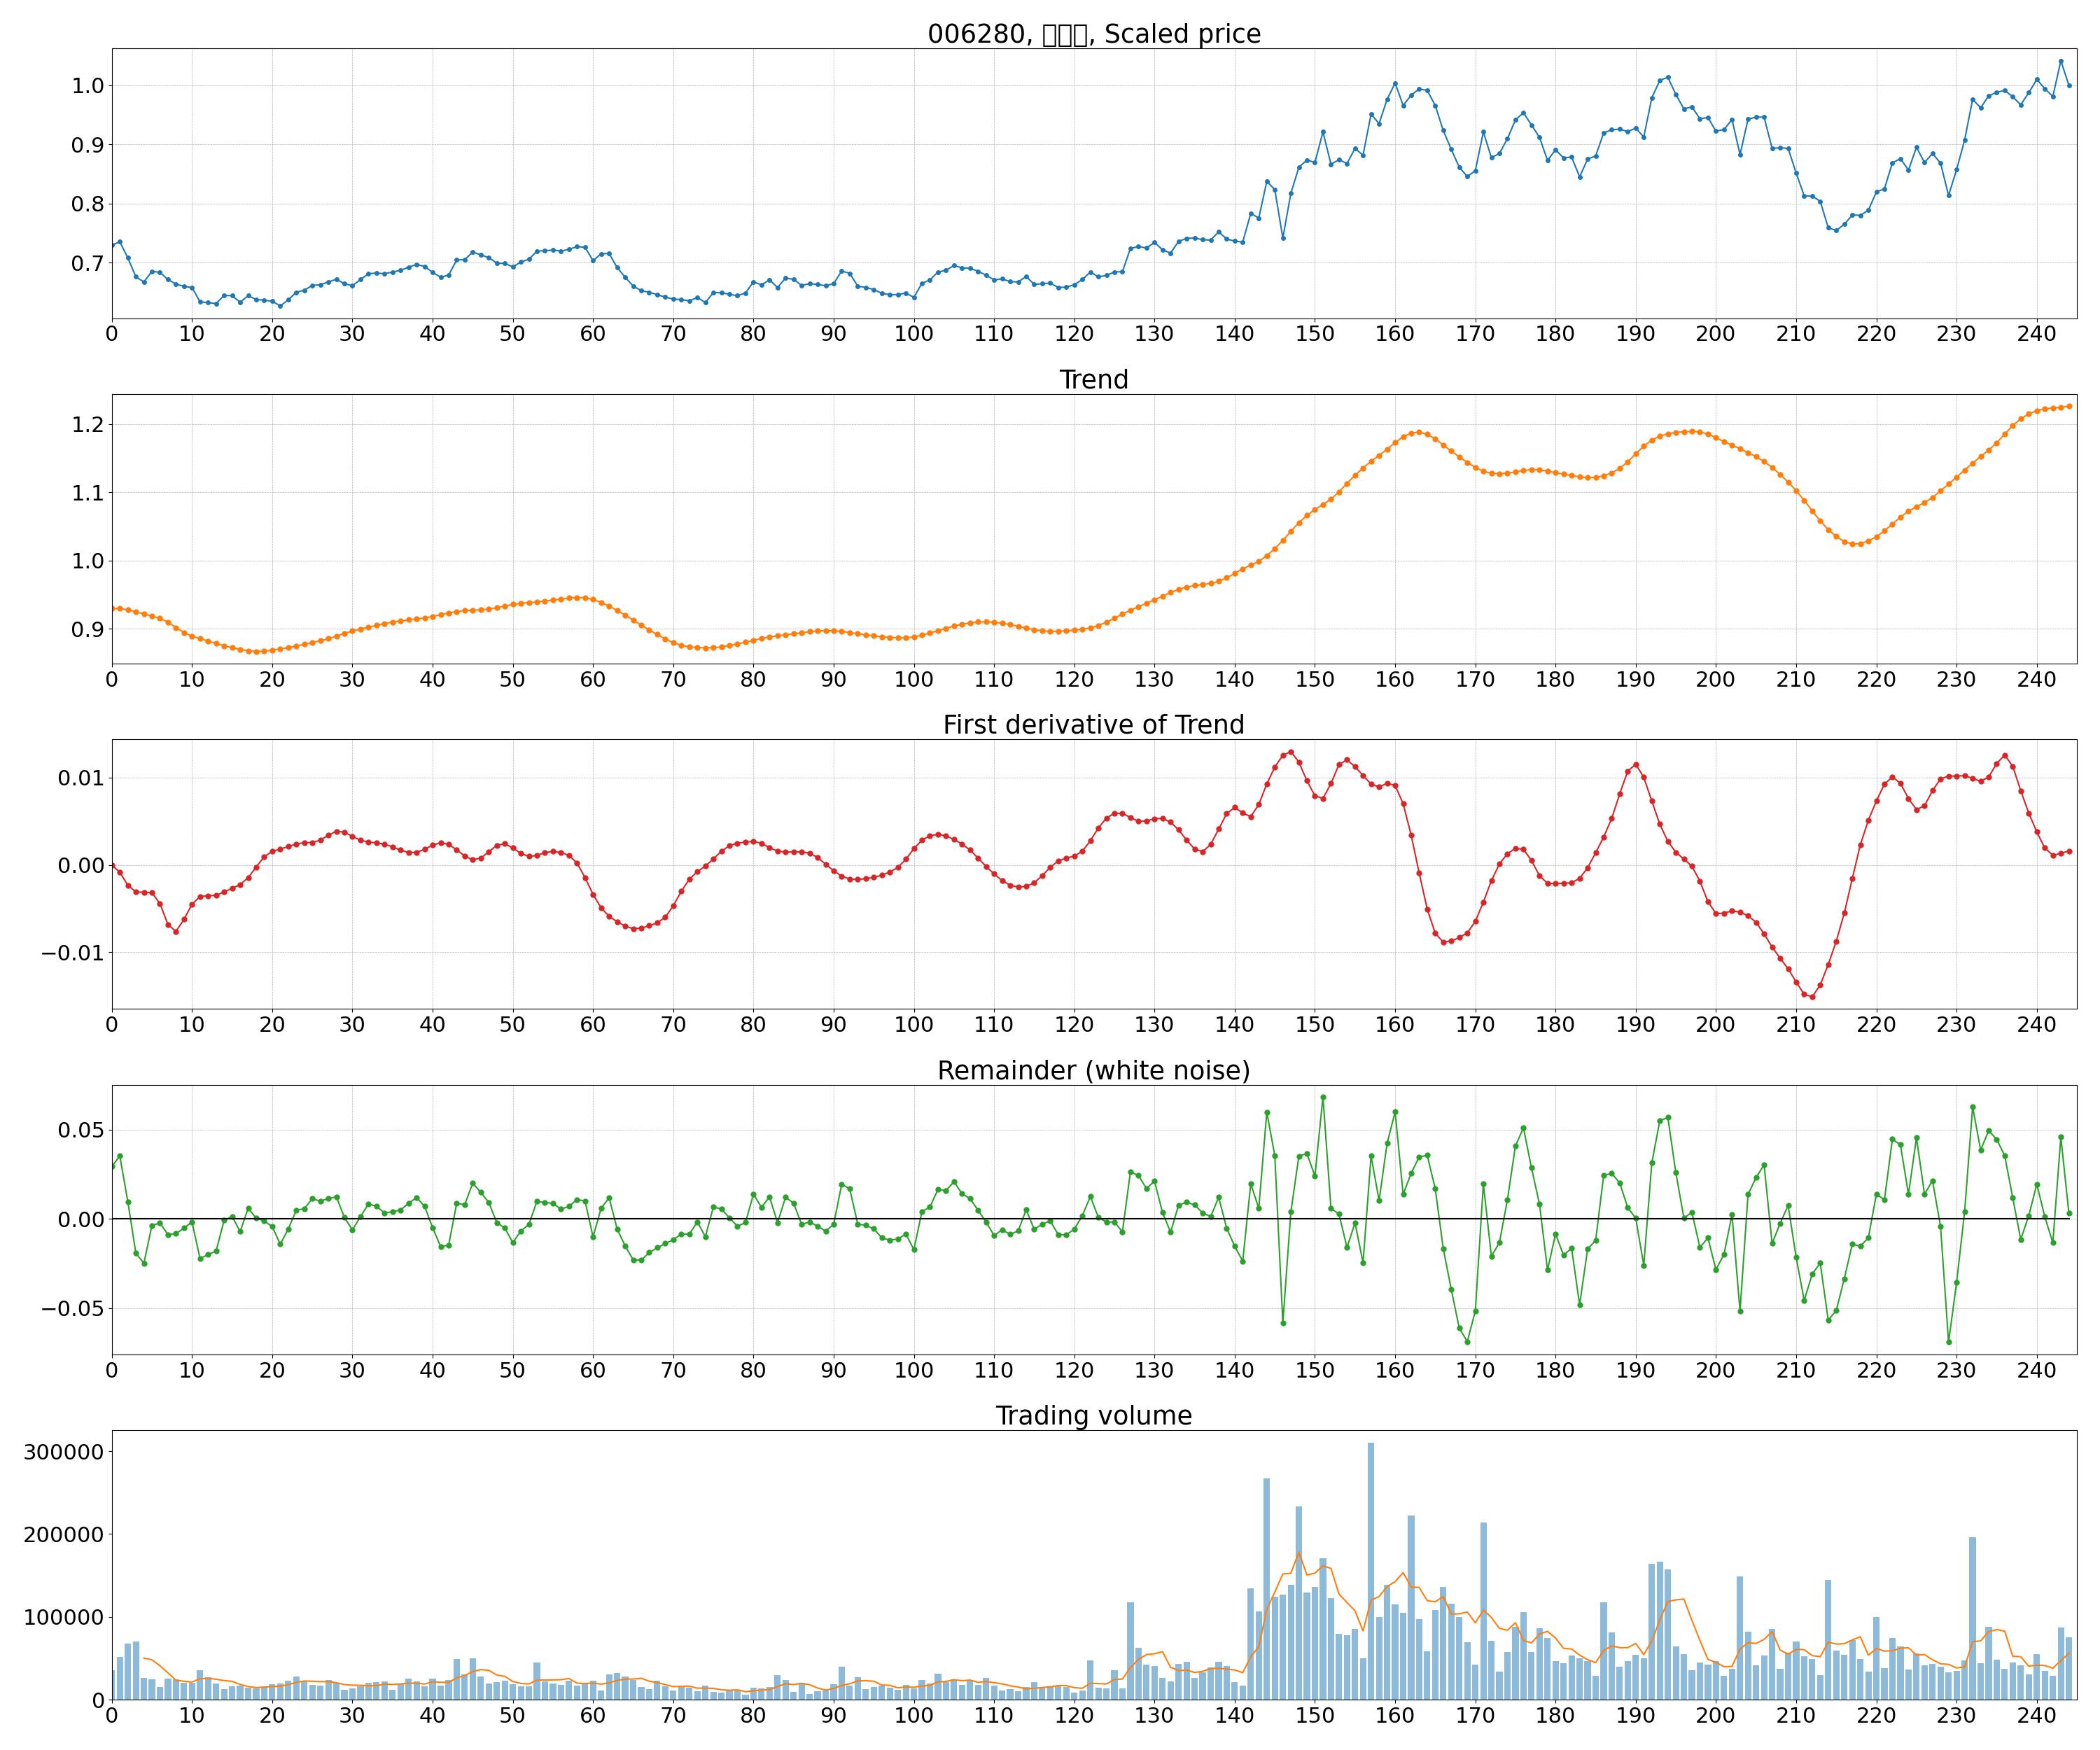 006280, □□□, Scaled price
1.0
0.9
0.8
0.7
0 10 20 30 40 50 60 70 80 90 100 110 120 130 140 150 160 170 180 190 200 210 220 230 240
Trend
1.2
1.1
1.0
0.9
0 10 20 30 40 50 60 70 80 90 100 110 120 130 140 150 160 170 180 190 200 210 220 230 240
First derivative of Trend
0.01
0.00
−0.01
0 10 20 30 40 50 60 70 80 90 100 110 120 130 140 150 160 170 180 190 200 210 220 230 240
Remainder (white noise)
0.05
0.00
−0.05
0 10 20 30 40 50 60 70 80 90 100 110 120 130 140 150 160 170 180 190 200 210 220 230 240
Trading volume
300000
200000
100000
0
0 10 20 30 40 50 60 70 80 90 100 110 120 130 140 150 160 170 180 190 200 210 220 230 240